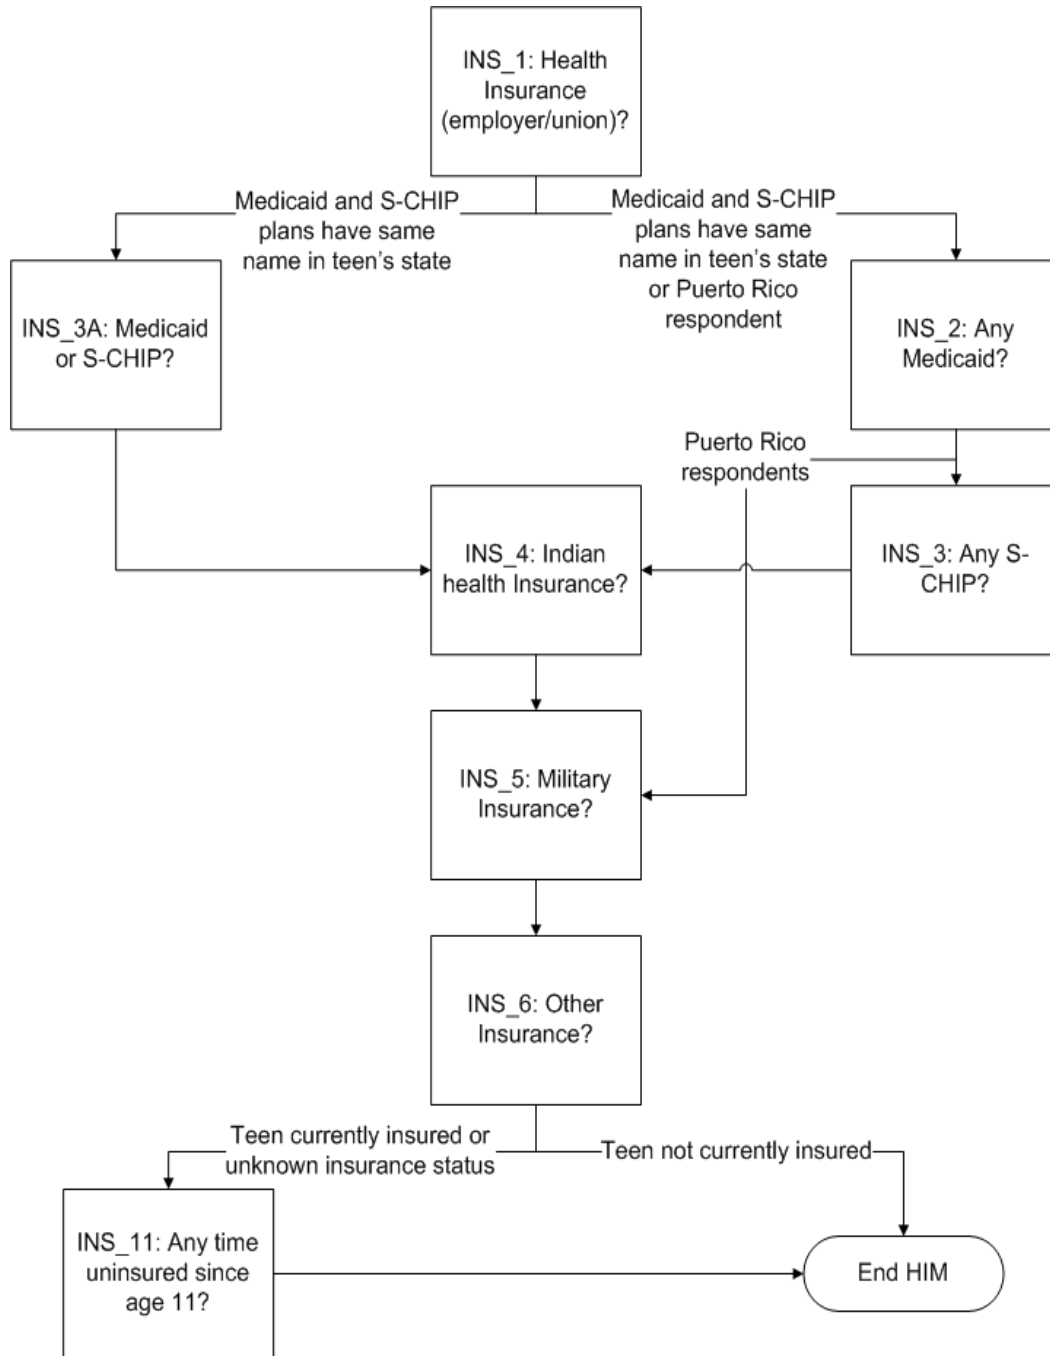 INS_1: Health
Insurance
(employer/union)?
Medicaid and S-CHIP
plans have same
name in teen's state
Medicaid and S-CHIP
plans have same
name in teen's state
or Puerto Rico
respondent
INS_3A: Medicaid
or S-CHIP?
INS_2: Any
Medicaid?
Puerto Rico
respondents
INS_4: Indian
health Insurance?
INS_3: Any S-
CHIP?
INS_5: Military
Insurance?
INS_6: Other
Insurance?
Teen currently insured or
unknown insurance status
Teen not currently insured
INS_11: Any time
uninsured since
age 11?
End HIM